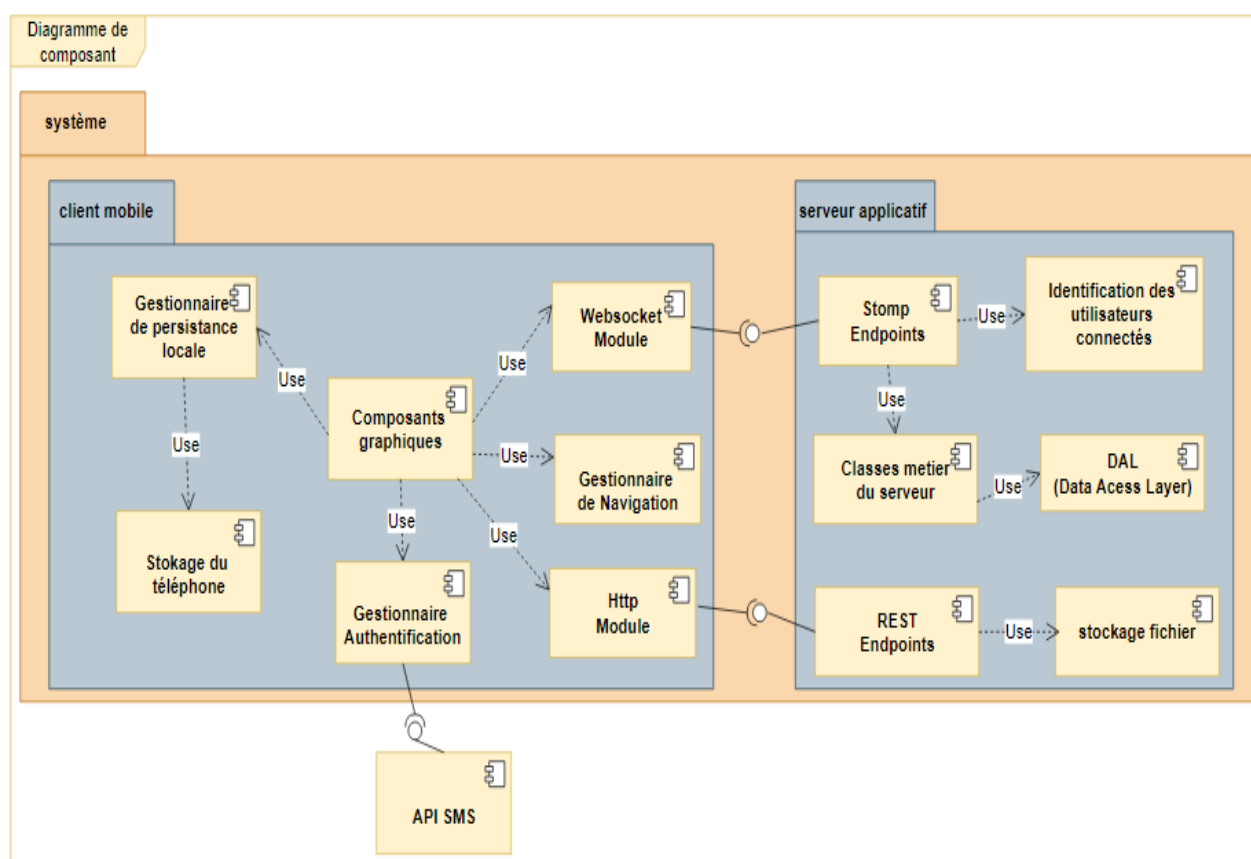 Diagramme de
composant
système
client mobile
serveur applicatif
Gestionnaire
de persistance
locale
Websocket
Module
Stomp
Endpoints
Identification des
utilisateurs
connectés
Use
Use
Use
Use
Composants
graphiques
Use
Use
Gestionnaire
de Navigation
Classes metier
du serveur
Use
DAL
(Data Acess Layer)
Use
Use
Stokage du
téléphone
Gestionnaire
Authentification
Http
Module
REST
Endpoints
Use
stockage fichier
API SMS